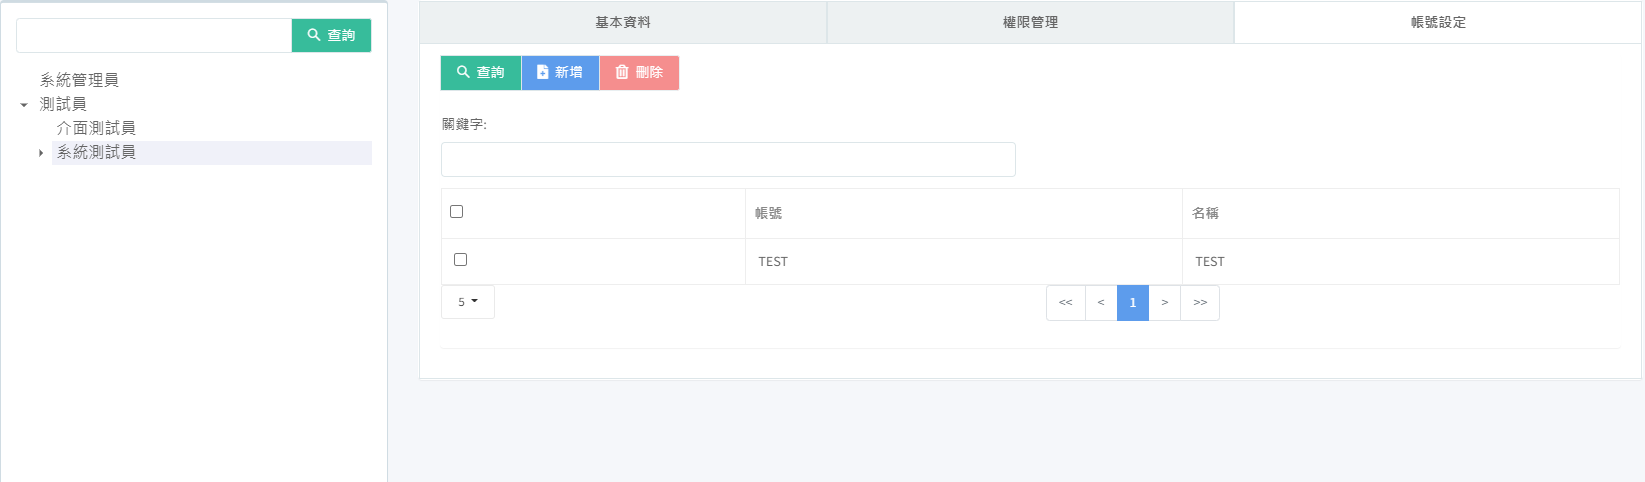 查詢
系統管理員
測試員
介面測試員
系統測試員
基本資料 權限管理 帳號設定
查詢 新增 刪除
關鍵字:
帳號 名稱
TEST TEST
5 << < 1 > >>